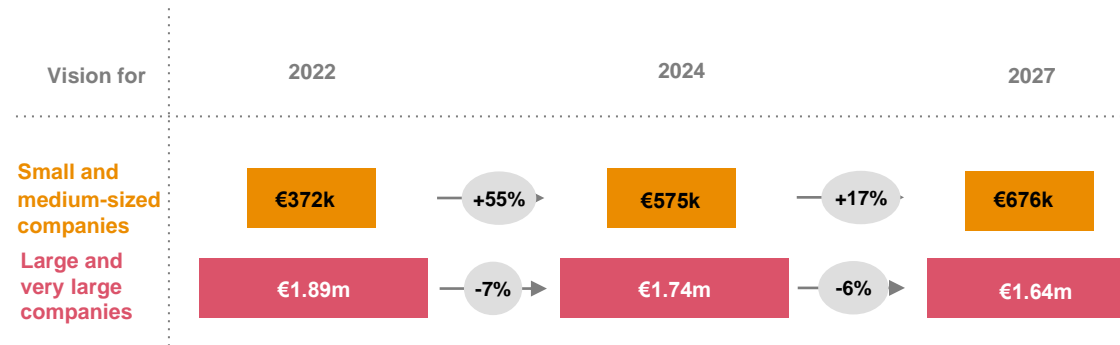 Vision for
2022
2024
2027
Small and
medium-sized
companies
€372k
+55%
€575k
+17%
€676k
Large and
very large
companies
€1.89m
-7%
€1.74m
-6%
€1.64m